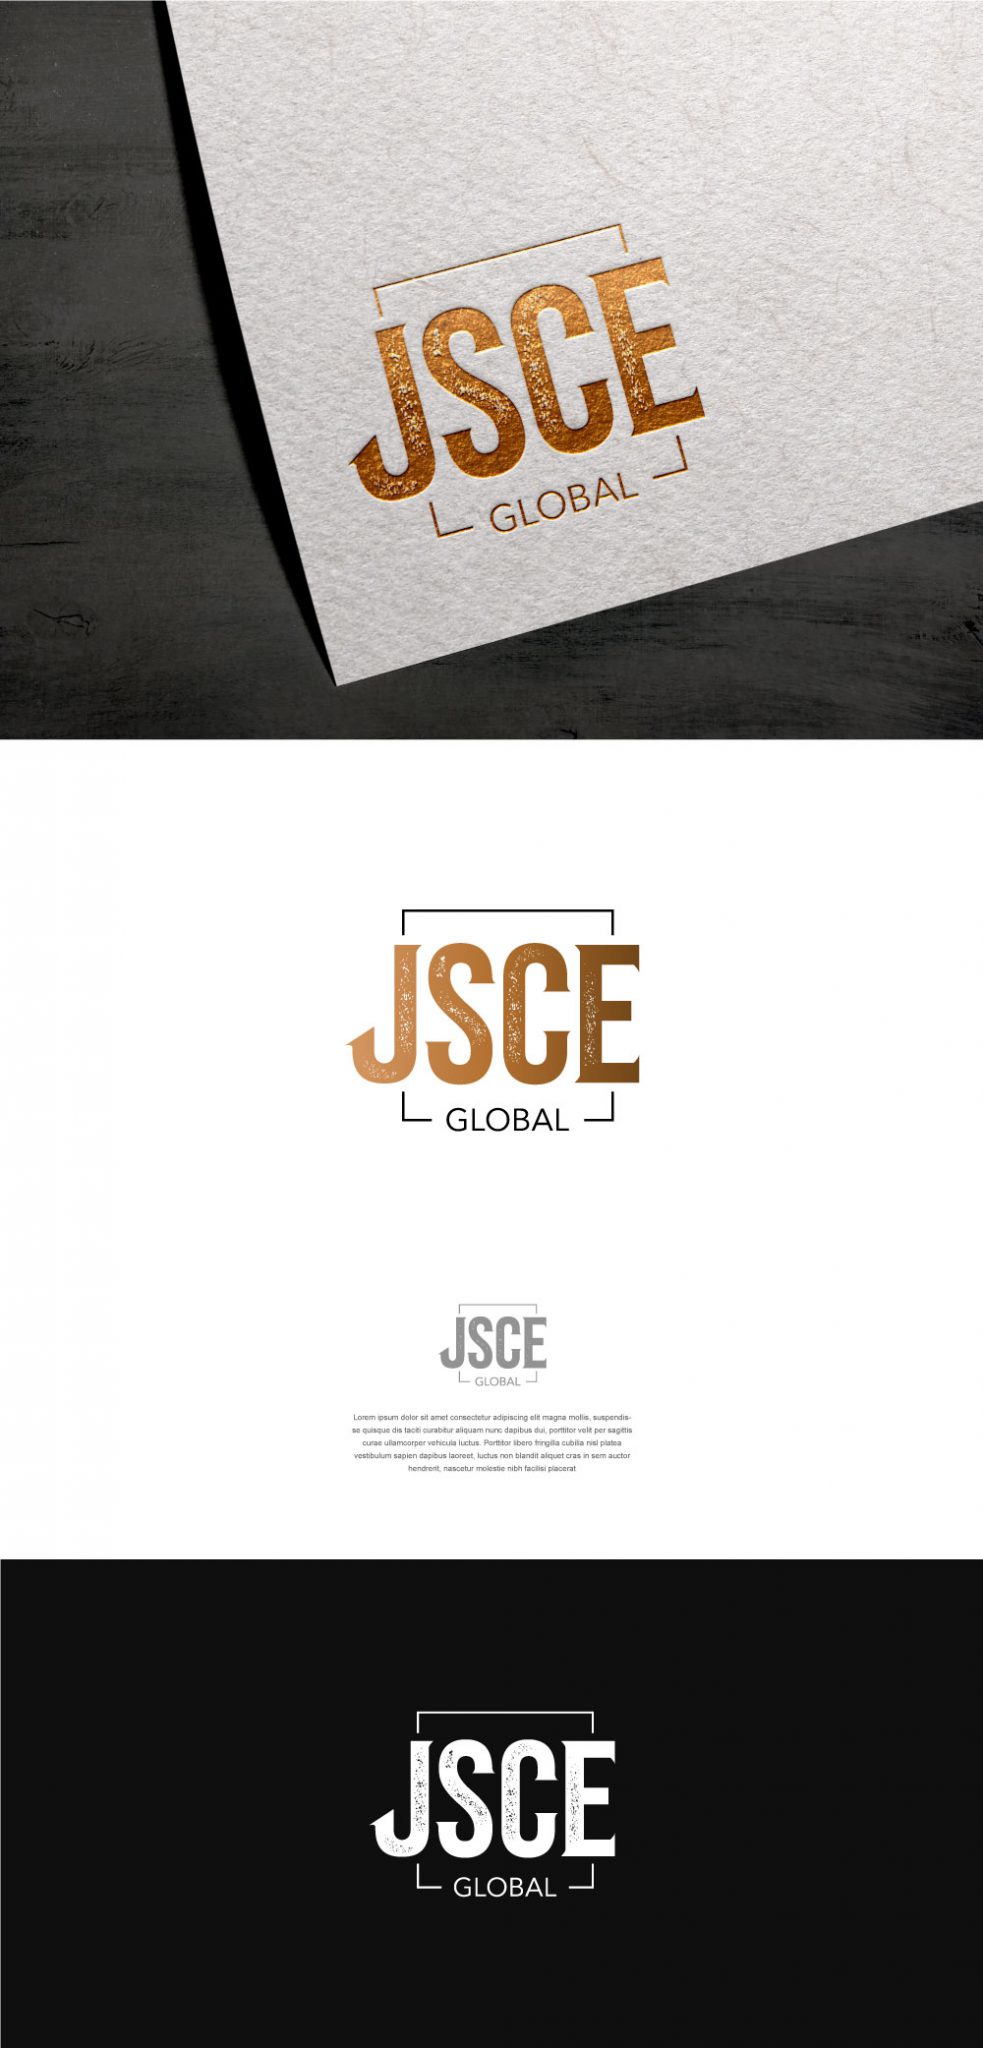 JSCE
GLOBAL
JSCE
GLOBAL
JSCE
GLOBAL
Lorem ipsum dolor sit amet consectetur adipiscing elit magna mollis, suspendis-
se quisque dis taciti curabitur aliquam nunc dapibus dui, porttitor velit per sagittis
curae ullamcorper vehicula luctus. Porttitor libero fringilla cubilia nisl platea
vestibulum sapien dapibus laoreet, luctus non blandit aliquet cras in sem auctor
hendrerit, nascetur molestie nibh facilisi placerat
JSCE
GLOBAL